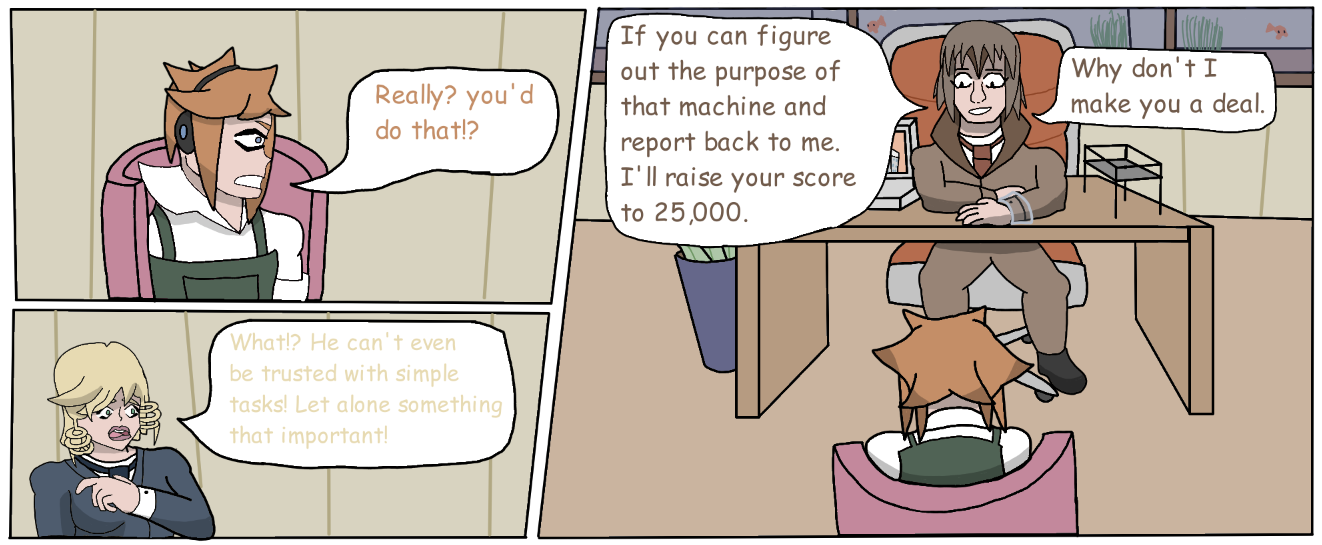 Why don't I
make you a deal.
If you can figure
out the purpose of
that machine and
report back to me.
I'll raise your score
to 25,000.
Really? you'd
do that!?
What!? He can't even
be trusted with simple
tasks! Let alone something
that important!